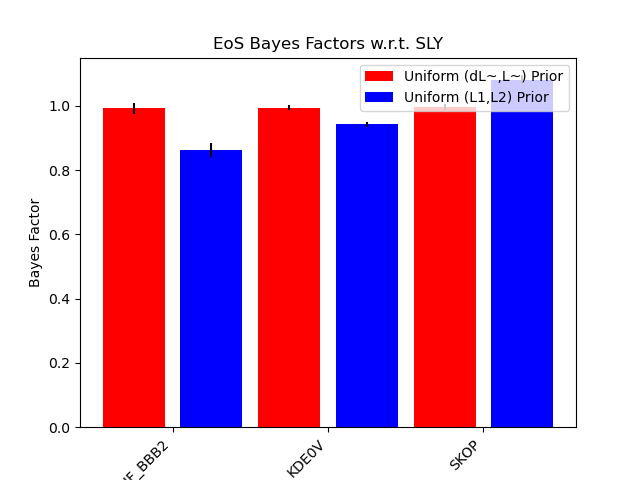 EoS Bayes Factors w.r.t. SLY
Uniform (dL~,L~) Prior
Uniform (L1,L2) Prior
Bayes Factor
1.0
0.8
0.6
0.4
0.2
0.0
KDE0V
SKOP